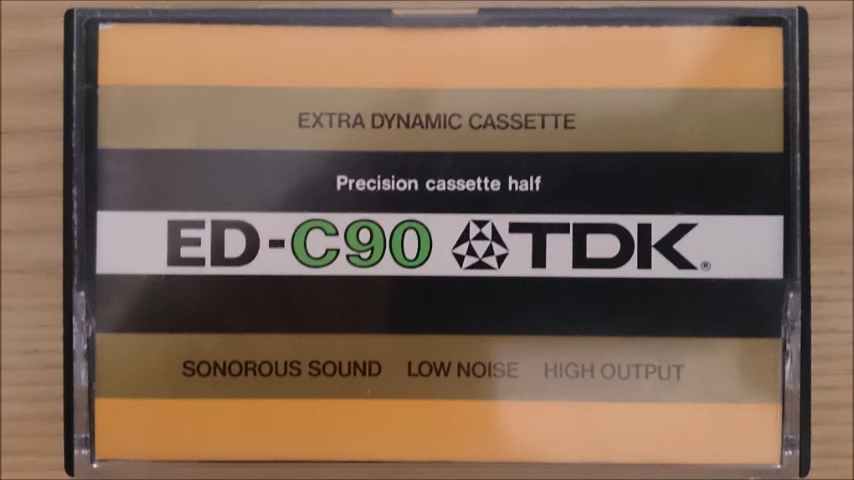 EXTRA DYNAMIC CASSETTE
Precision cassette half
ED-C90 TDK®
SONOROUS SOUND LOW NOISE HIGH OUTPUT